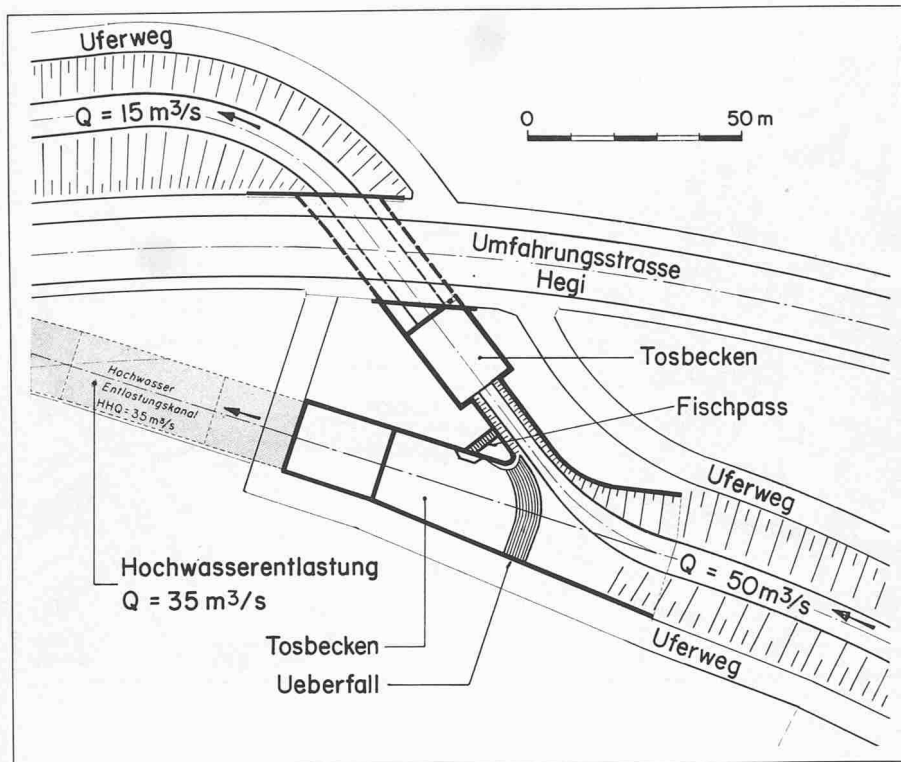 Uferweg
Q = 15 m³/s
0 50 m
Umfahrungsstrasse
Hegi
Tosbecken
Fischpass
Hochwasser
Entlastungskanal
HHQ = 35 m³/s
Uferweg
Hochwasserentlastung
Q = 35 m³/s
Q = 50 m³/s
Tosbecken
Ueberfall
Uferweg